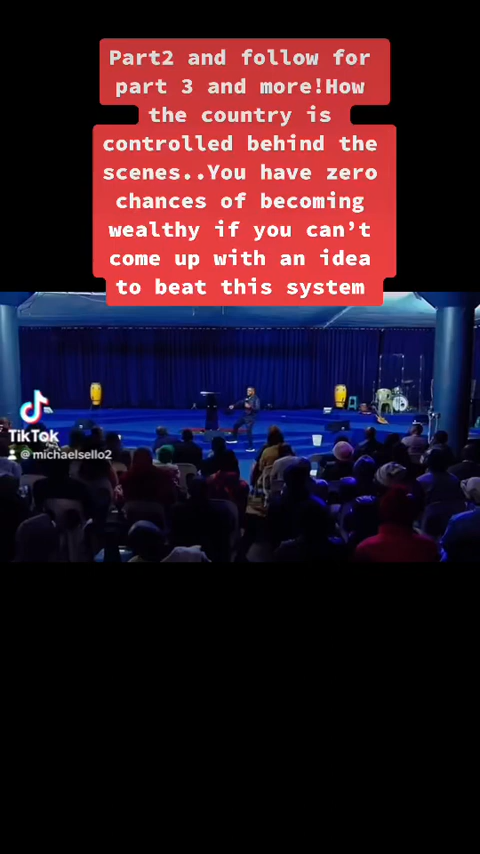 Part2 and follow for
part 3 and more!How
the country is
controlled behind the
scenes..You have zero
chances of becoming
wealthy if you can’t
come up with an idea
to beat this system
TikTok
@michaelsello2